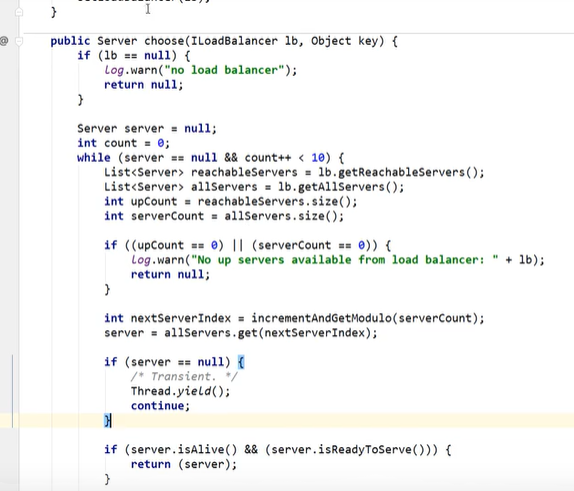 }
@
public Server choose(ILoadBalancer lb, Object key) {
if (lb == null) {
Log.warn("no load balancer");
return null;
}
Server server = null;
int count = 0;
while (server == null && count++ < 10) {
List<Server> reachableServers = lb.getReachableServers();
List<Server> allServers = lb.getAllServers();
int upCount = reachableServers.size();
int serverCount = allServers.size();
if ((upCount == 0) || (serverCount == 0)) {
Log.warn("No up servers available from load balancer: " + lb);
return null;
}
int nextServerIndex = incrementAndGetModulo(serverCount);
server = allServers.get(nextServerIndex);
if (server == null) {
/* Transient. */
Thread.yield();
continue;
}
if (server.isAlive() && (server.isReadyToServe())) {
return (server);
}